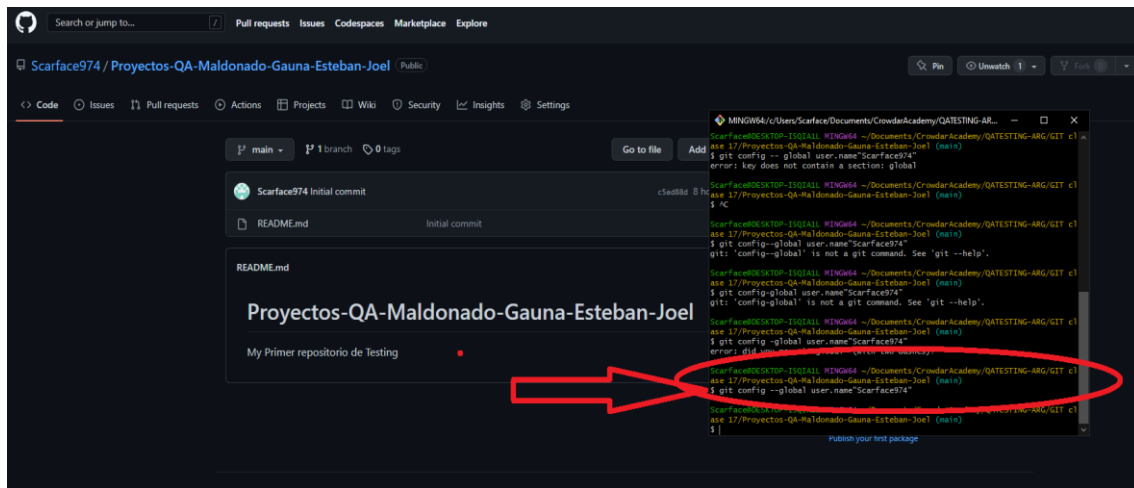 Search or jump to... /
Pull requests Issues Codespaces Marketplace Explore
Scarface974 / Proyectos-QA-Maldonado-Gauna-Esteban-Joel Public
Pin Unwatch 1 Fork
Code Issues Pull requests Actions Projects Wiki Security Insights Settings
main 1 branch 0 tags Go to file Add
Scarface974 Initial commit c5ed88d 8 ho
README.md Initial commit
README.md
Proyectos-QA-Maldonado-Gauna-Esteban-Joel
My Primer repositorio de Testing
MINGW64:/c/Users/Scarface/Documents/CrowdarAcademy/QATESTING-AR...
Scarface@DESKTOP-ISQIA1L MINGW64 ~/Documents/CrowdarAcademy/QATESTING-ARG/GIT cl
ase 17/Proyectos-QA-Maldonado-Gauna-Esteban-Joel (main)
$ git config -- global user.name"Scarface974"
error: key does not contain a section: global
Scarface@DESKTOP-ISQIA1L MINGW64 ~/Documents/CrowdarAcademy/QATESTING-ARG/GIT cl
ase 17/Proyectos-QA-Maldonado-Gauna-Esteban-Joel (main)
$ ^C
Scarface@DESKTOP-ISQIA1L MINGW64 ~/Documents/CrowdarAcademy/QATESTING-ARG/GIT cl
ase 17/Proyectos-QA-Maldonado-Gauna-Esteban-Joel (main)
$ git config--global user.name"Scarface974"
git: 'config--global' is not a git command. See 'git --help'.
Scarface@DESKTOP-ISQIA1L MINGW64 ~/Documents/CrowdarAcademy/QATESTING-ARG/GIT cl
ase 17/Proyectos-QA-Maldonado-Gauna-Esteban-Joel (main)
$ git config-global user.name"Scarface974"
git: 'config-global' is not a git command. See 'git --help'.
Scarface@DESKTOP-ISQIA1L MINGW64 ~/Documents/CrowdarAcademy/QATESTING-ARG/GIT cl
ase 17/Proyectos-QA-Maldonado-Gauna-Esteban-Joel (main)
$ git config -global user.name"Scarface974"
error: did you mean `--global` (with two dashes)?
Scarface@DESKTOP-ISQIA1L MINGW64 ~/Documents/CrowdarAcademy/QATESTING-ARG/GIT cl
ase 17/Proyectos-QA-Maldonado-Gauna-Esteban-Joel (main)
$ git config --global user.name"Scarface974"
Scarface@DESKTOP-ISQIA1L MINGW64 ~/Documents/CrowdarAcademy/QATESTING-ARG/GIT cl
ase 17/Proyectos-QA-Maldonado-Gauna-Esteban-Joel (main)
$
Publish your first package